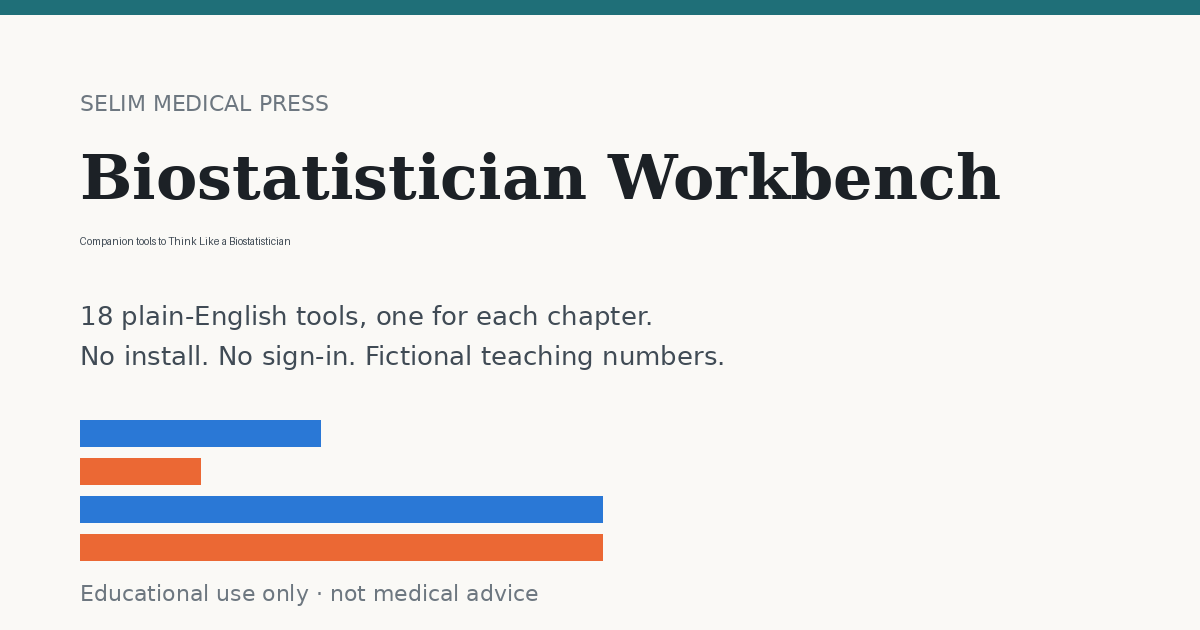 SELIM MEDICAL PRESS
Biostatistician Workbench
Companion tools to Think Like a Biostatistician
18 plain-English tools, one for each chapter.
No install. No sign-in. Fictional teaching numbers.
Educational use only · not medical advice